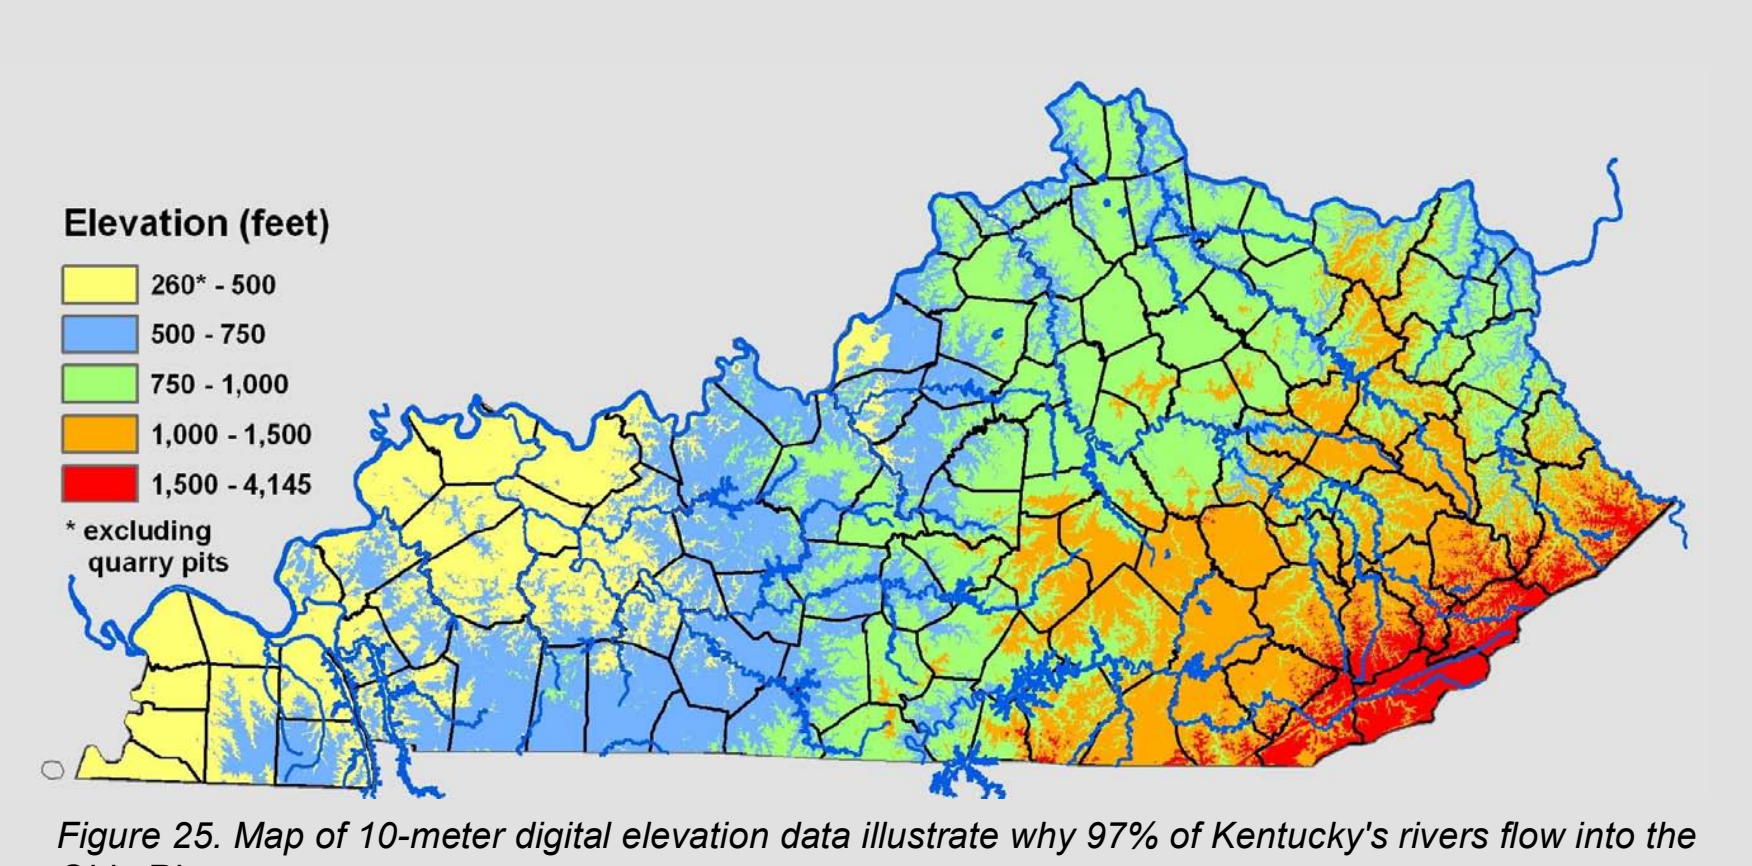 Elevation (feet)
260* - 500
500 - 750
750 - 1,000
1,000 - 1,500
1,500 - 4,145
* excluding
quarry pits
Figure 25. Map of 10-meter digital elevation data illustrate why 97% of Kentucky's rivers flow into the